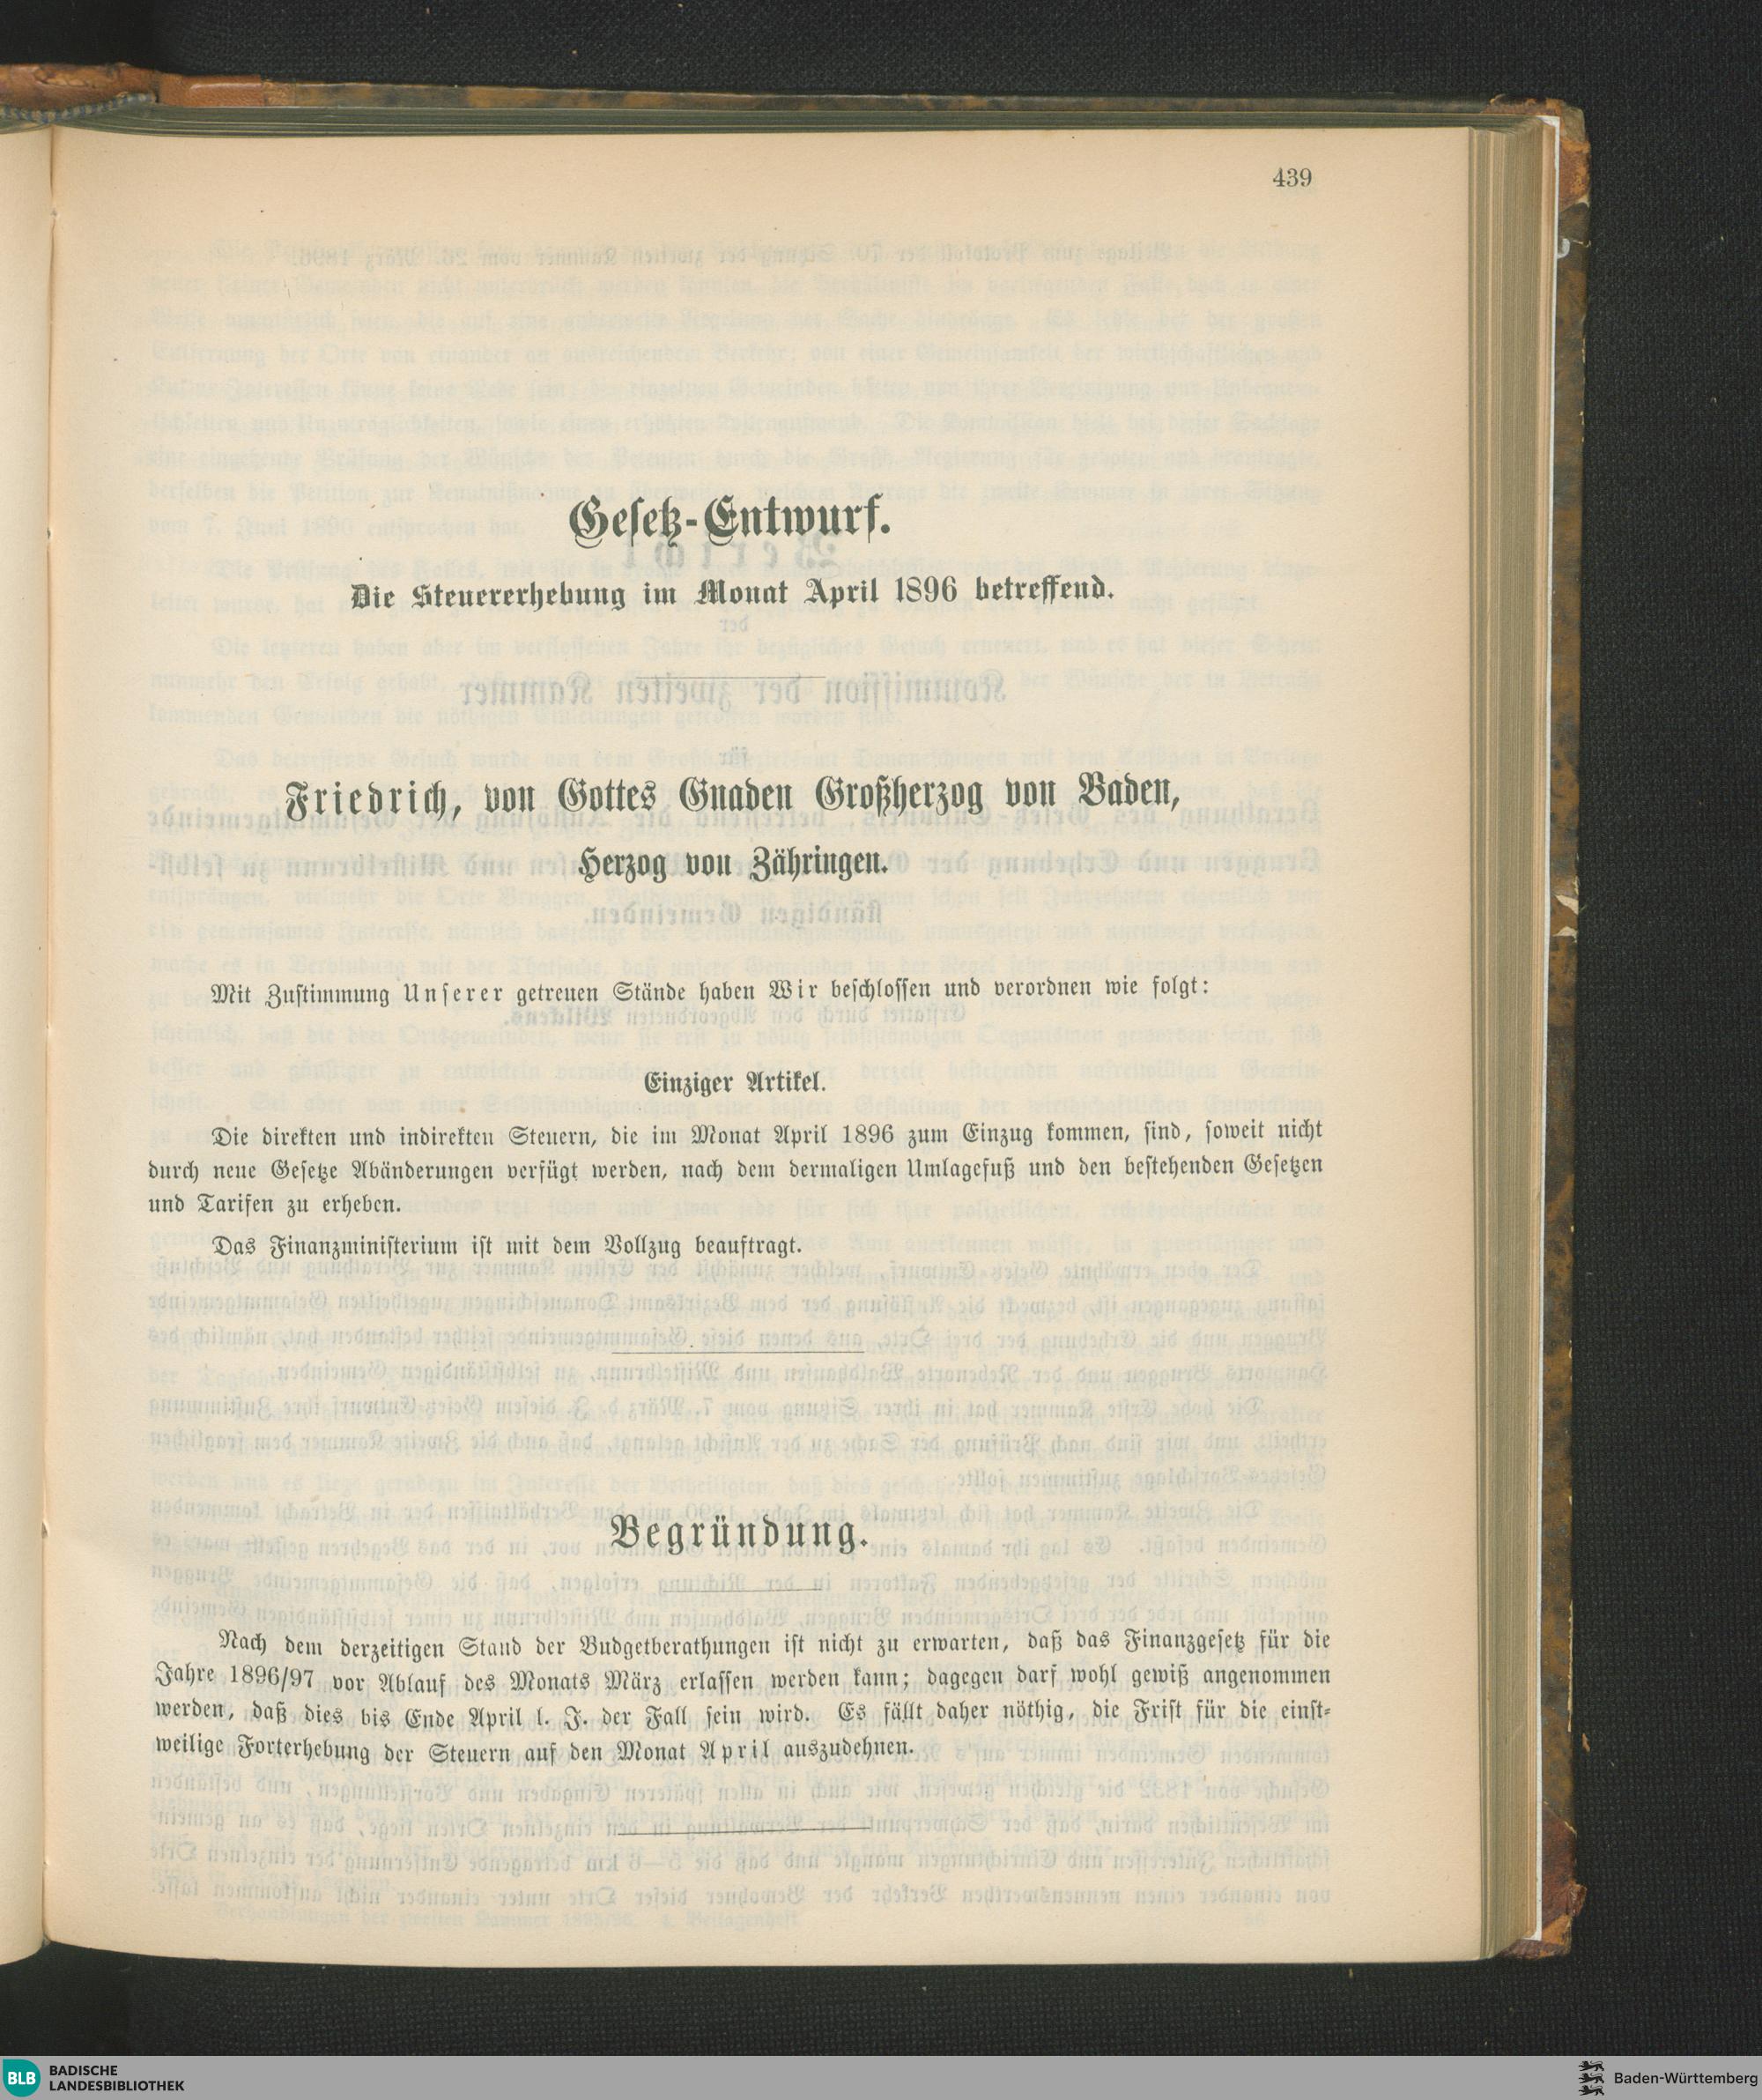 439
Gesetz-Entwurf.
Die Steuererhebung im Monat April 1896 betreffend.
Friedrich, von Gottes Gnaden Großherzog von Baden,
Herzog von Zähringen.
Mit Zustimmung Unserer getreuen Stände haben Wir beschlossen und verordnen wie folgt:
Einziger Artikel.
Die direkten und indirekten Steuern, die im Monat April 1896 zum Einzug kommen, sind, soweit nicht
durch neue Gesetze Abänderungen verfügt werden, nach dem dermaligen Umlagefuß und den bestehenden Gesetzen
und Tarifen zu erheben.
Das Finanzministerium ist mit dem Vollzug beauftragt.
Begründung.
Nach dem derzeitigen Stand der Budgetberathungen ist nicht zu erwarten, daß das Finanzgesetz für die
Jahre 1896/97 vor Ablauf des Monats März erlassen werden kann; dagegen darf wohl gewiß angenommen
werden, daß dies bis Ende April l. J. der Fall sein wird. Es fällt daher nöthig, die Frist für die einst-
weilige Forterhebung der Steuern auf den Monat April auszudehnen.
BLB BADISCHE
LANDESBIBLIOTHEK
Baden-Württemberg